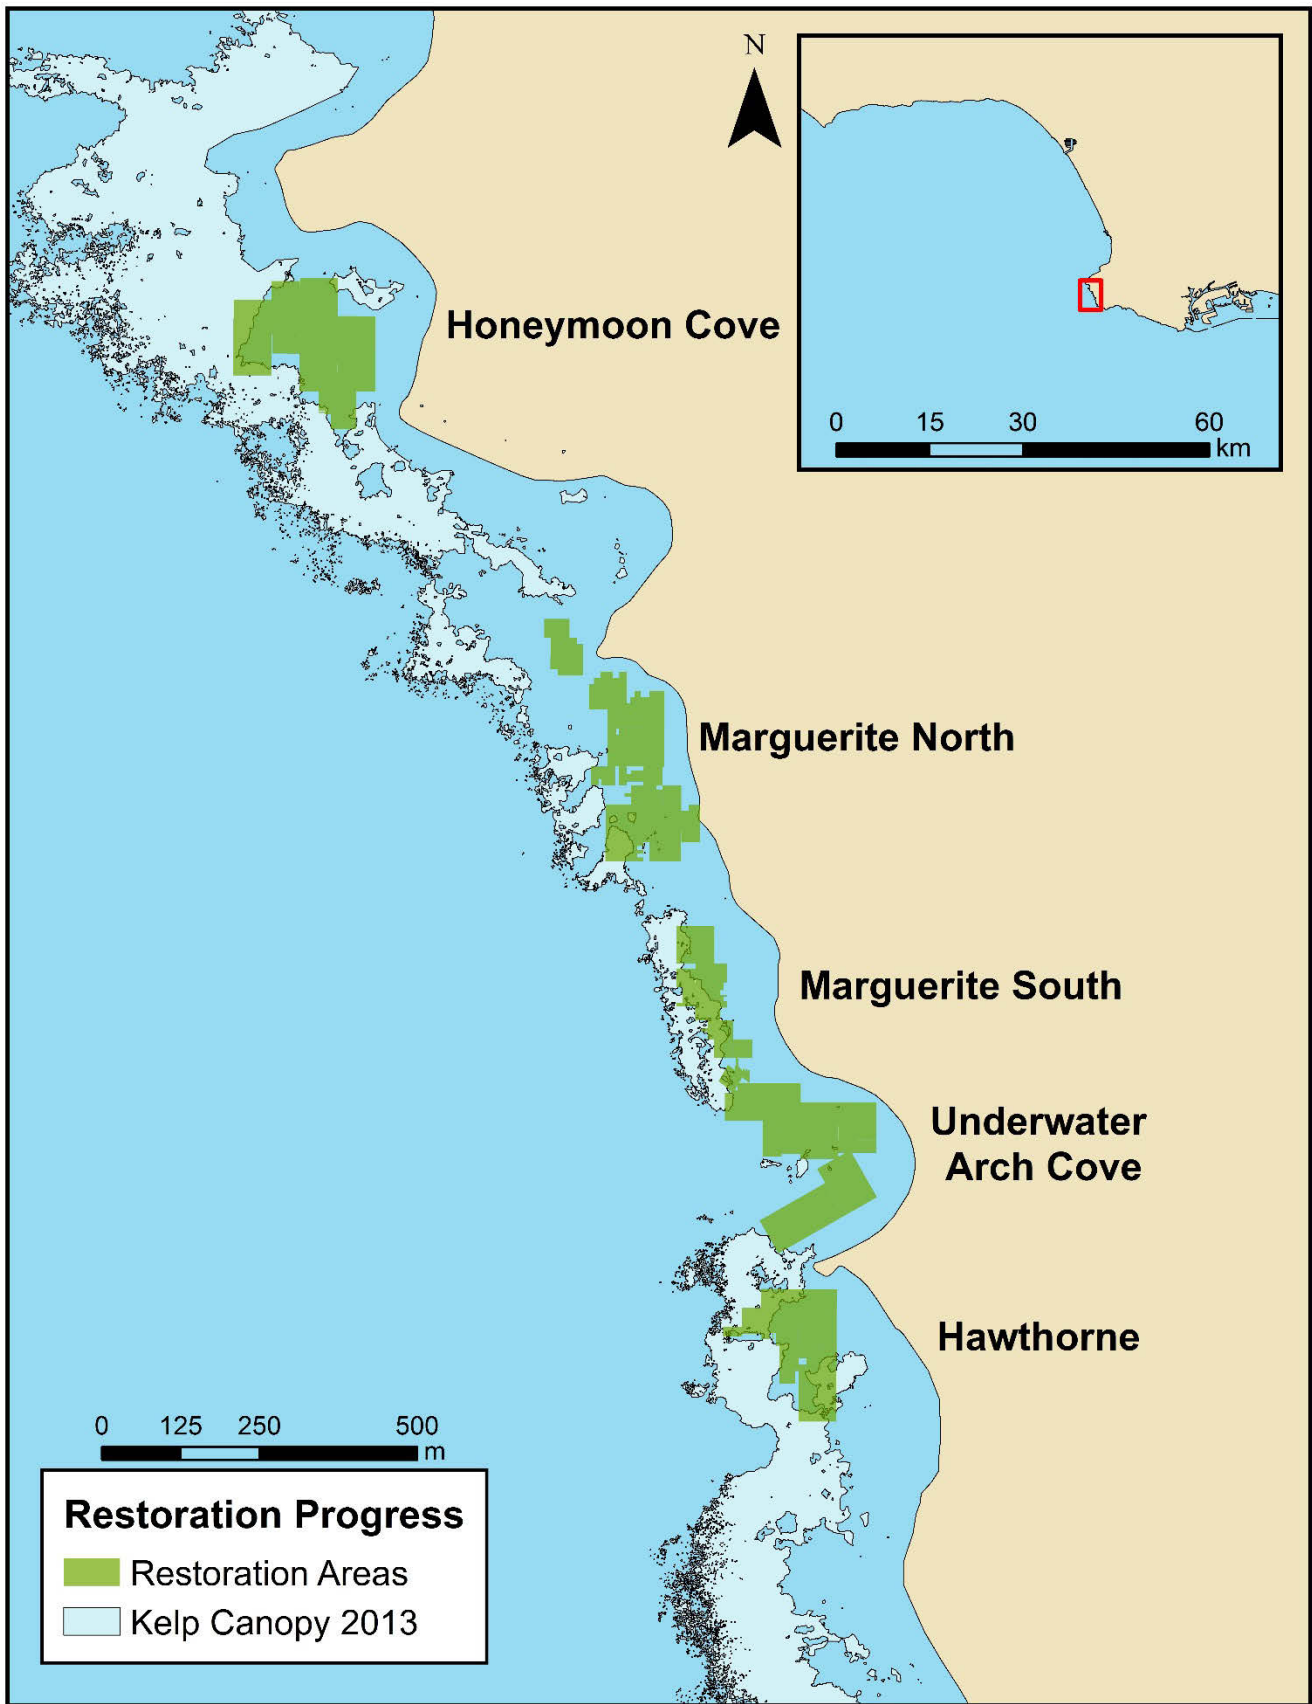 N
0 15 30 60
km
Honeymoon Cove
Marguerite North
Marguerite South
Underwater
Arch Cove
Hawthorne
0 125 250 500
m
Restoration Progress
Restoration Areas
Kelp Canopy 2013